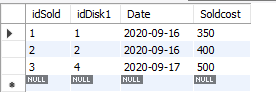 idSold idDisk1 Date Soldcost
1 1 2020-09-16 350
2 2 2020-09-16 400
3 4 2020-09-17 500
NULL NULL NULL NULL